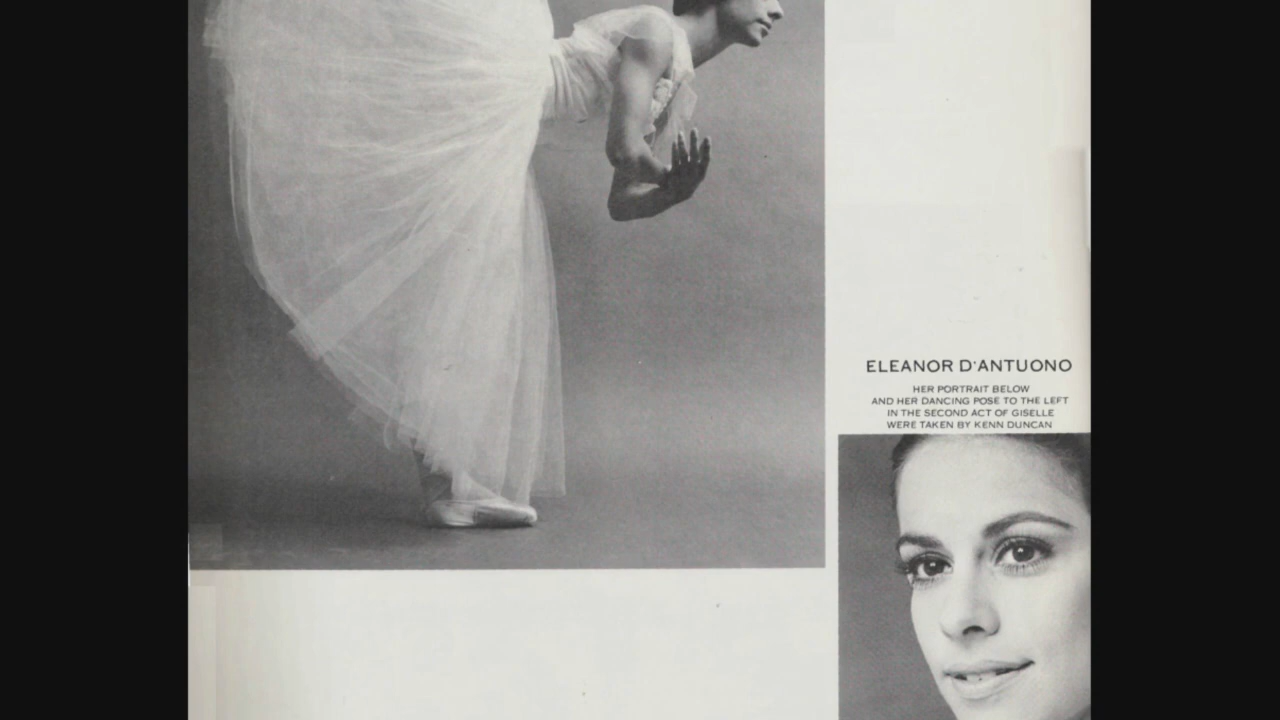 ELEANOR D'ANTUONO
HER PORTRAIT BELOW
AND HER DANCING POSE TO THE LEFT
IN THE SECOND ACT OF GISELLE
WERE TAKEN BY KENN DUNCAN